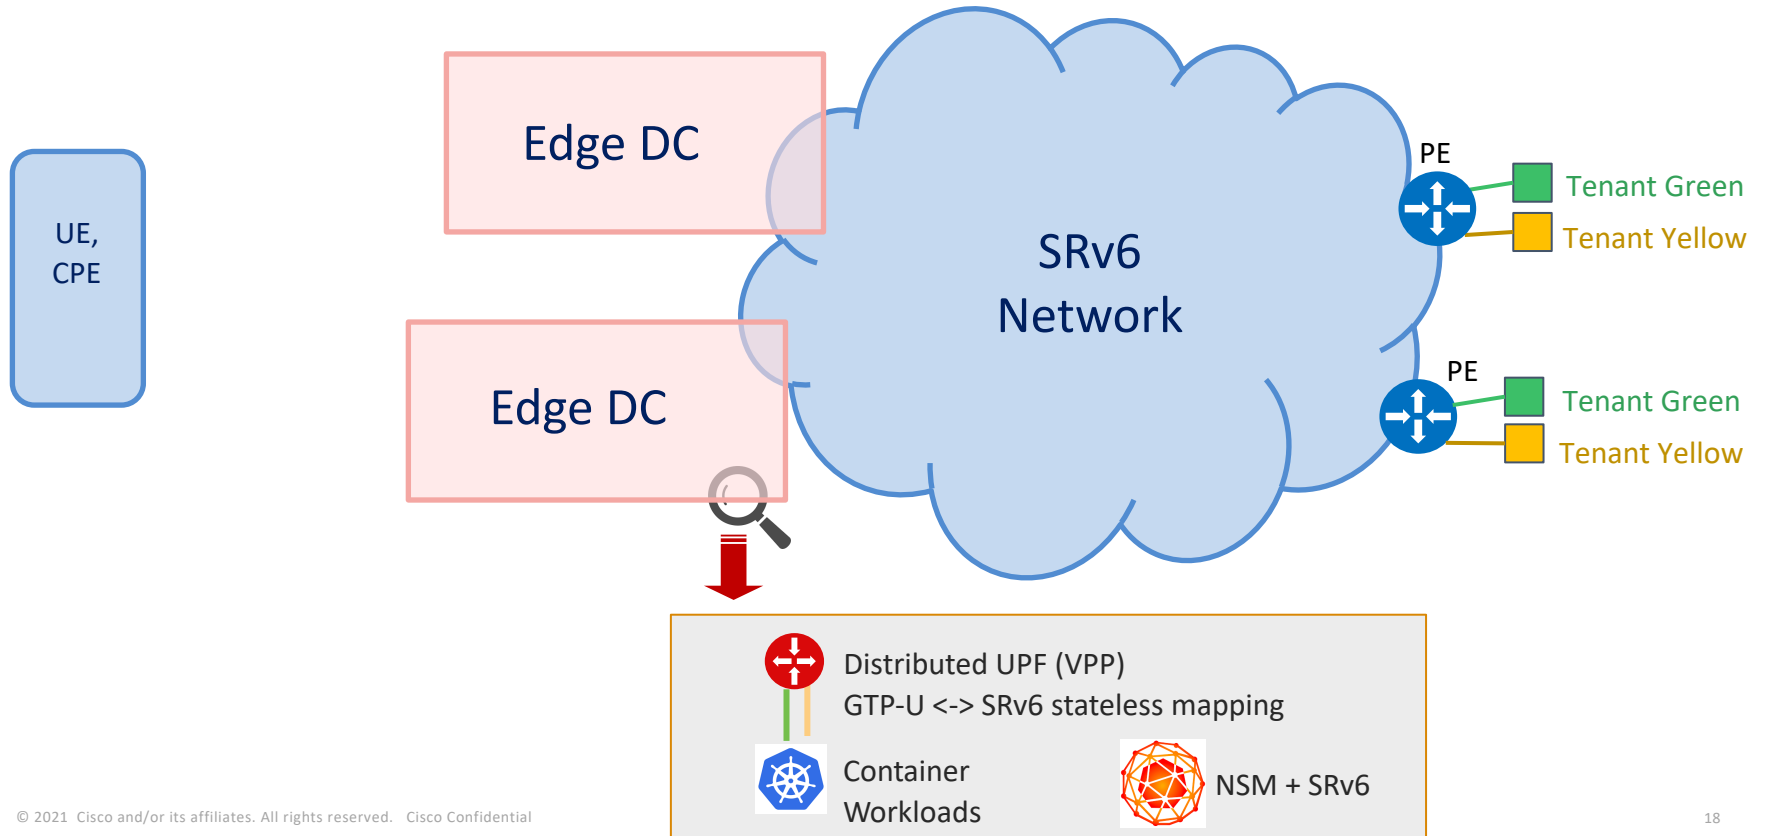 Edge DC
UE,
CPE
SRv6
Network
PE
Tenant Green
Tenant Yellow
Edge DC
PE
Tenant Green
Tenant Yellow
Distributed UPF (VPP)
GTP-U <-> SRv6 stateless mapping
Container
Workloads
NSM + SRv6
© 2021 Cisco and/or its affiliates. All rights reserved. Cisco Confidential
18